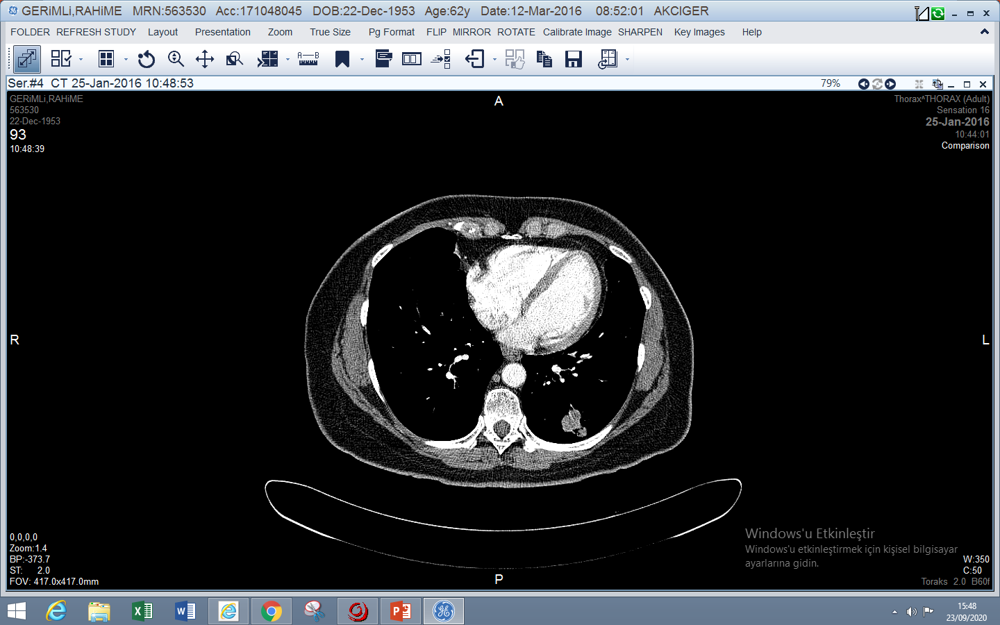 GERiMLi,RAHiME MRN:563530 Acc:171048045 DOB:22-Dec-1953 Age:62y Date:12-Mar-2016 08:52:01 AKCIGER
FOLDER REFRESH STUDY Layout Presentation Zoom True Size Pg Format FLIP MIRROR ROTATE Calibrate Image SHARPEN Key Images Help
A—B
Ser.#4 CT 25-Jan-2016 10:48:53 79%
GERiMLi,RAHiME
563530
22-Dec-1953
93
10:48:39
A
Thorax^THORAX (Adult)
Sensation 16
25-Jan-2016
10:44:01
Comparison
R
L
0,0,0,0
Zoom:1.4
BP:-373.7
ST: 2.0
FOV: 417.0x417.0mm
P
Windows'u Etkinleştir
Windows'u etkinleştirmek için kişisel bilgisayar
ayarlarına gidin.
W:350
C:50
Toraks 2.0 B60f
15:48
23/09/2020